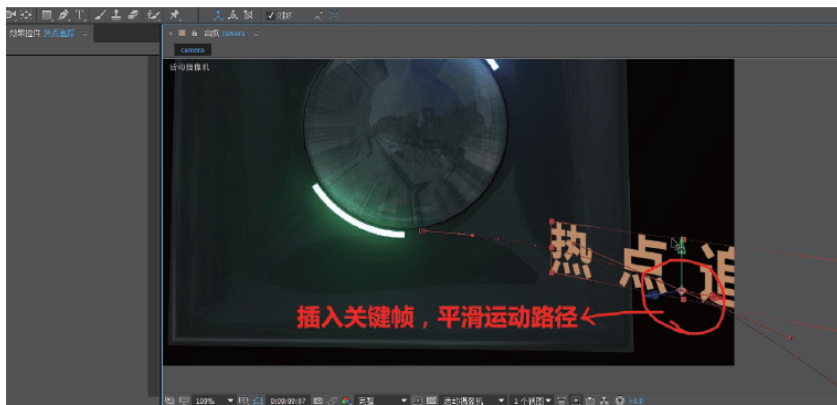 对齐
效果控件 热点追踪
合成 camera
camera
活动摄像机
热点追
插入关键帧，平滑运动路径
100%
0:00:00:07
完整
活动摄像机
1个视图
+0.0